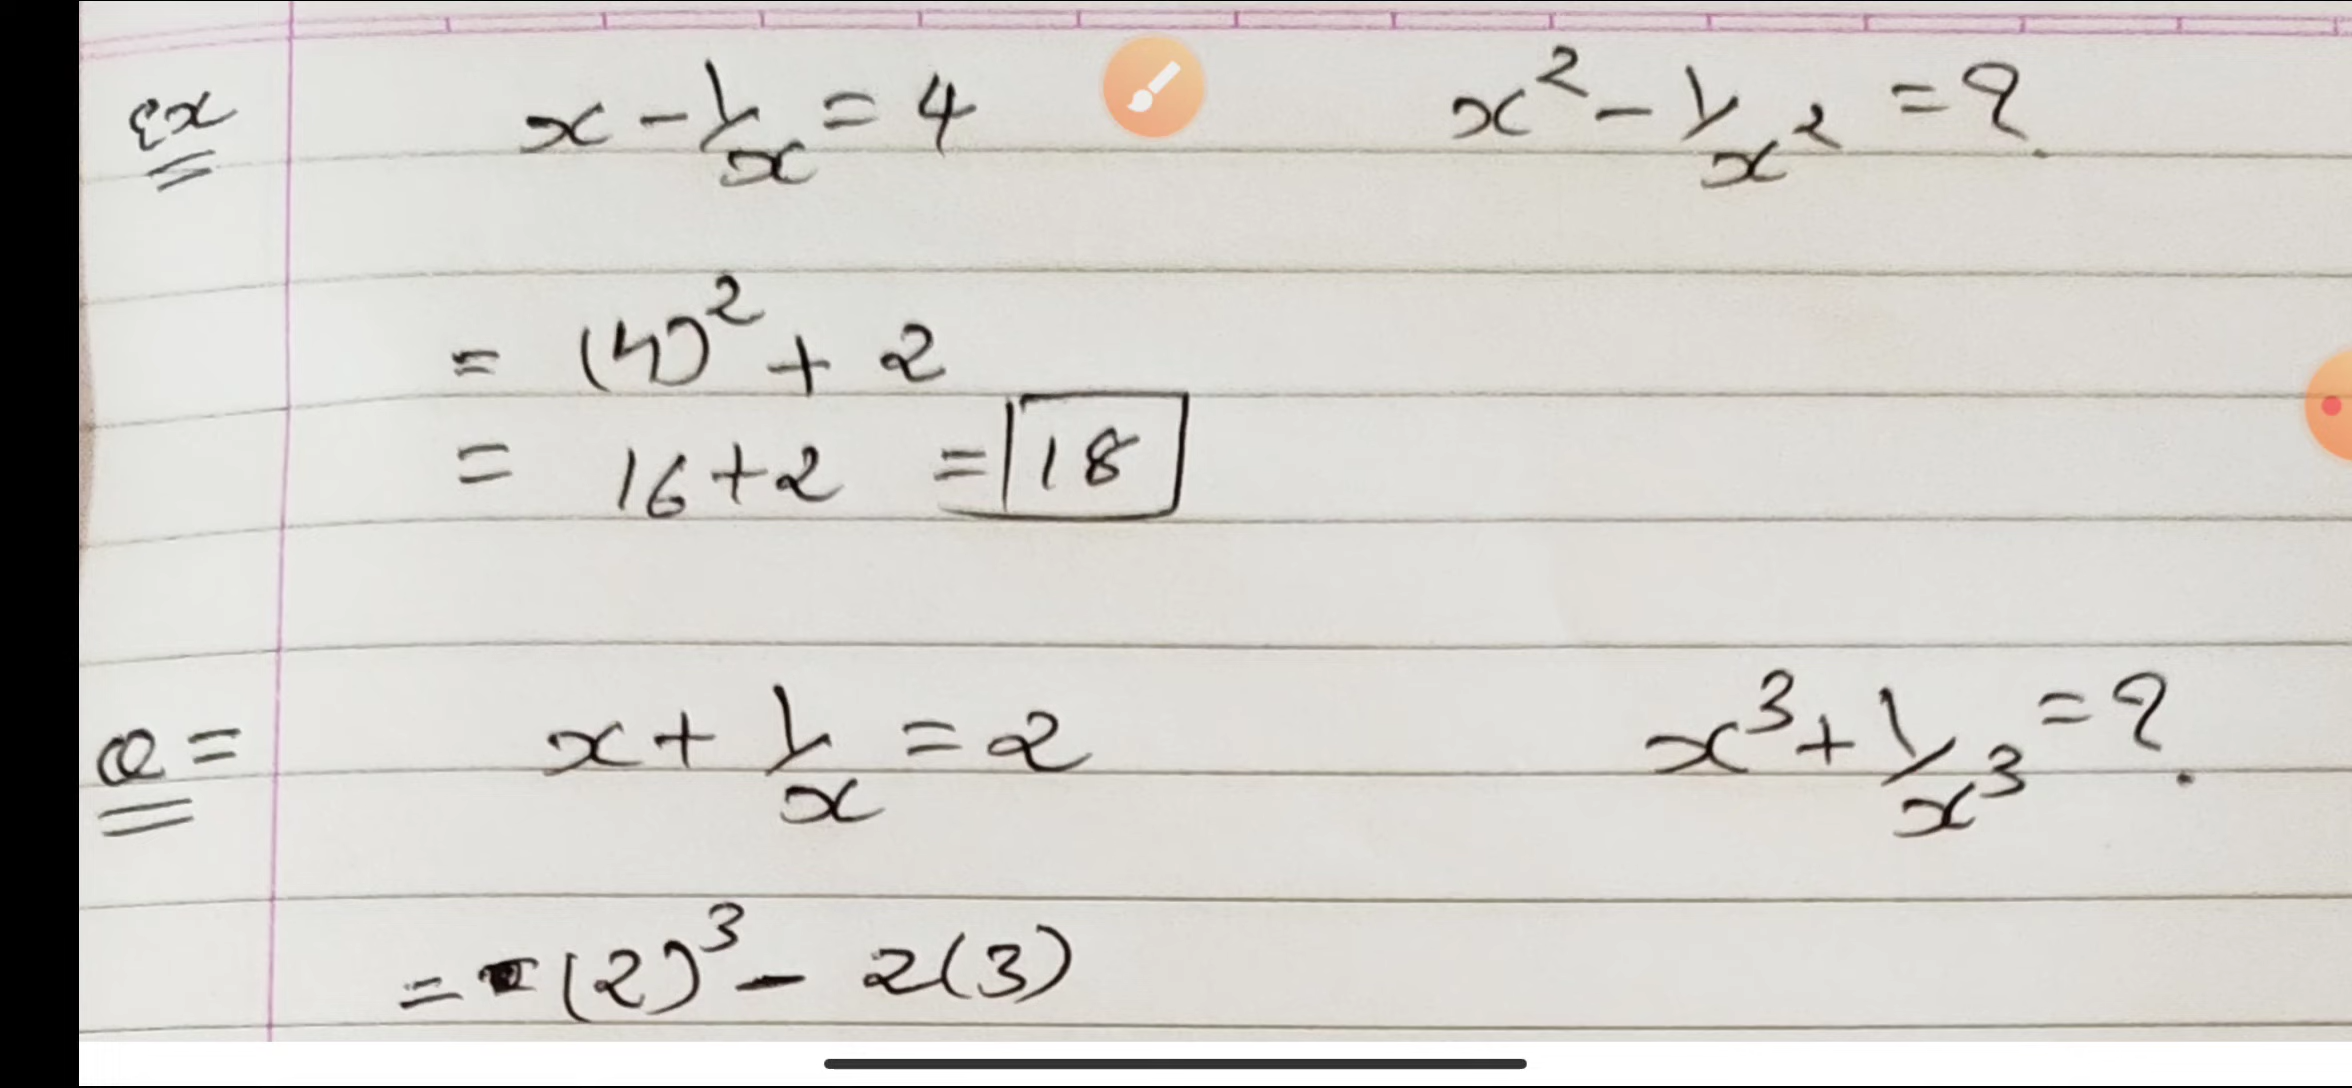 Ex x - 1/x = 4 x² - 1/x² = ?
= (4)² + 2
= 16 + 2 = 18
Q = x + 1/x = 2 x³ + 1/x³ = ?
= (2)³ - 2(3)